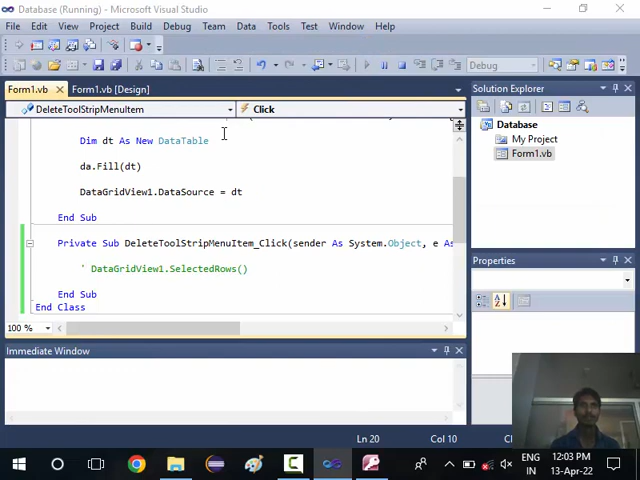 Database (Running) - Microsoft Visual Studio
File Edit View Project Build Debug Team Data Tools Test Window Help
Debug
Form1.vb Form1.vb [Design]
DeleteToolStripMenuItem Click
Dim dt As New DataTable
da.Fill(dt)
DataGridView1.DataSource = dt
End Sub
Private Sub DeleteToolStripMenuItem_Click(sender As System.Object, e As
' DataGridView1.SelectedRows()
End Sub
End Class
100 %
Solution Explorer
Database
My Project
Form1.vb
Properties
Immediate Window
Ln 20 Col 10
ENG
IN
12:03 PM
13-Apr-22